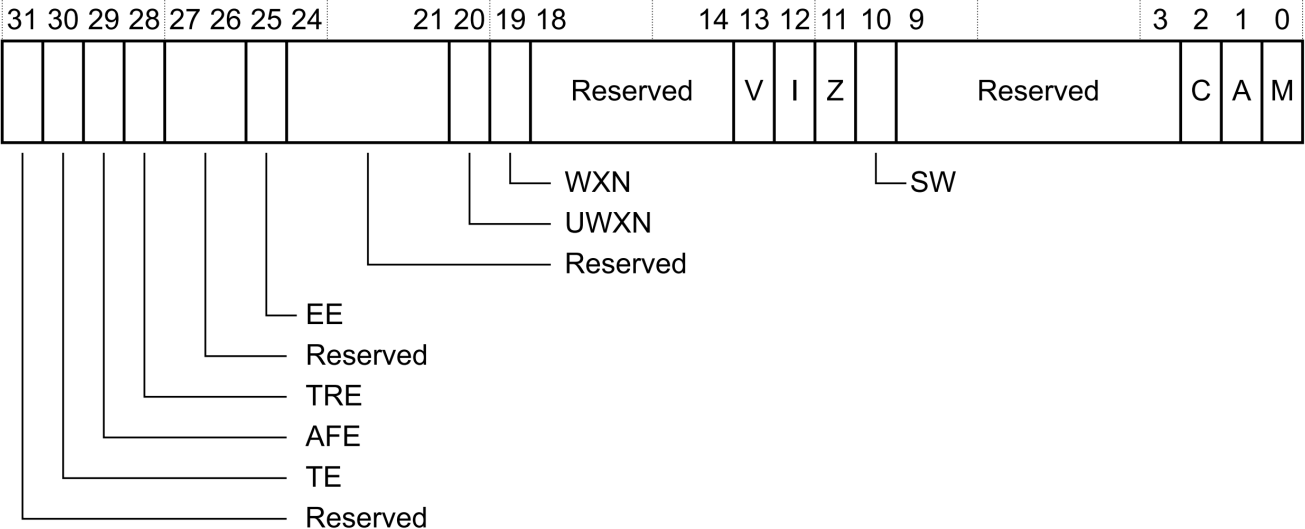 31 30 29 28 27 26 25 24 21 20 19 18 14 13 12 11 10 9 3 2 1 0
Reserved V I Z Reserved C A M
WXN SW
UWXN
Reserved
EE
Reserved
TRE
AFE
TE
Reserved